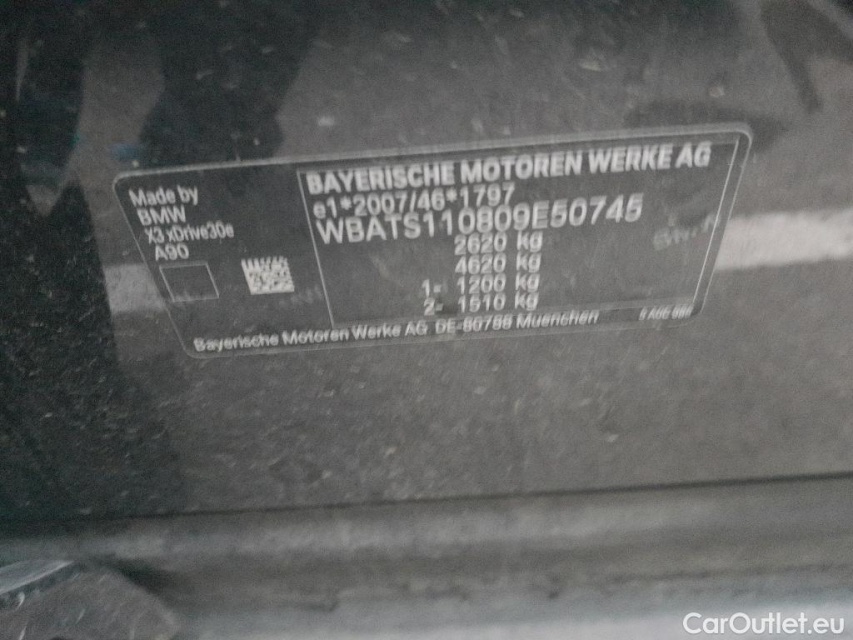 Made by
BMW
X3 xDrive30e
A90
BAYERISCHE MOTOREN WERKE AG
e1*2007/46*1797
WBATS110809E50745
2620 kg
4620 kg
1- 1200 kg
2- 1510 kg
Bayerische Motoren Werke AG DE-80788 Muenchen
CarOutlet.eu